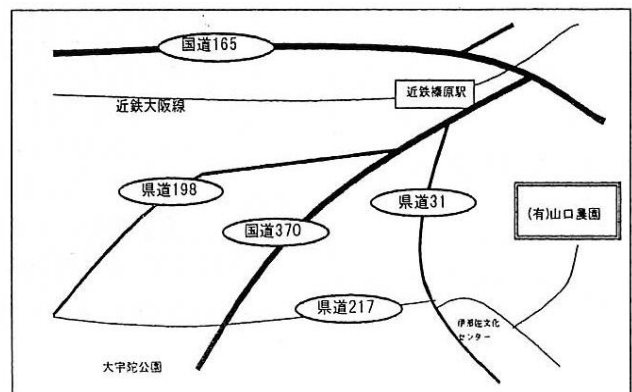 国道165
近鉄榛原駅
近鉄大阪線
県道198
県道31
(有)山口農園
国道370
県道217
伊那佐文化
センター
大宇陀公園